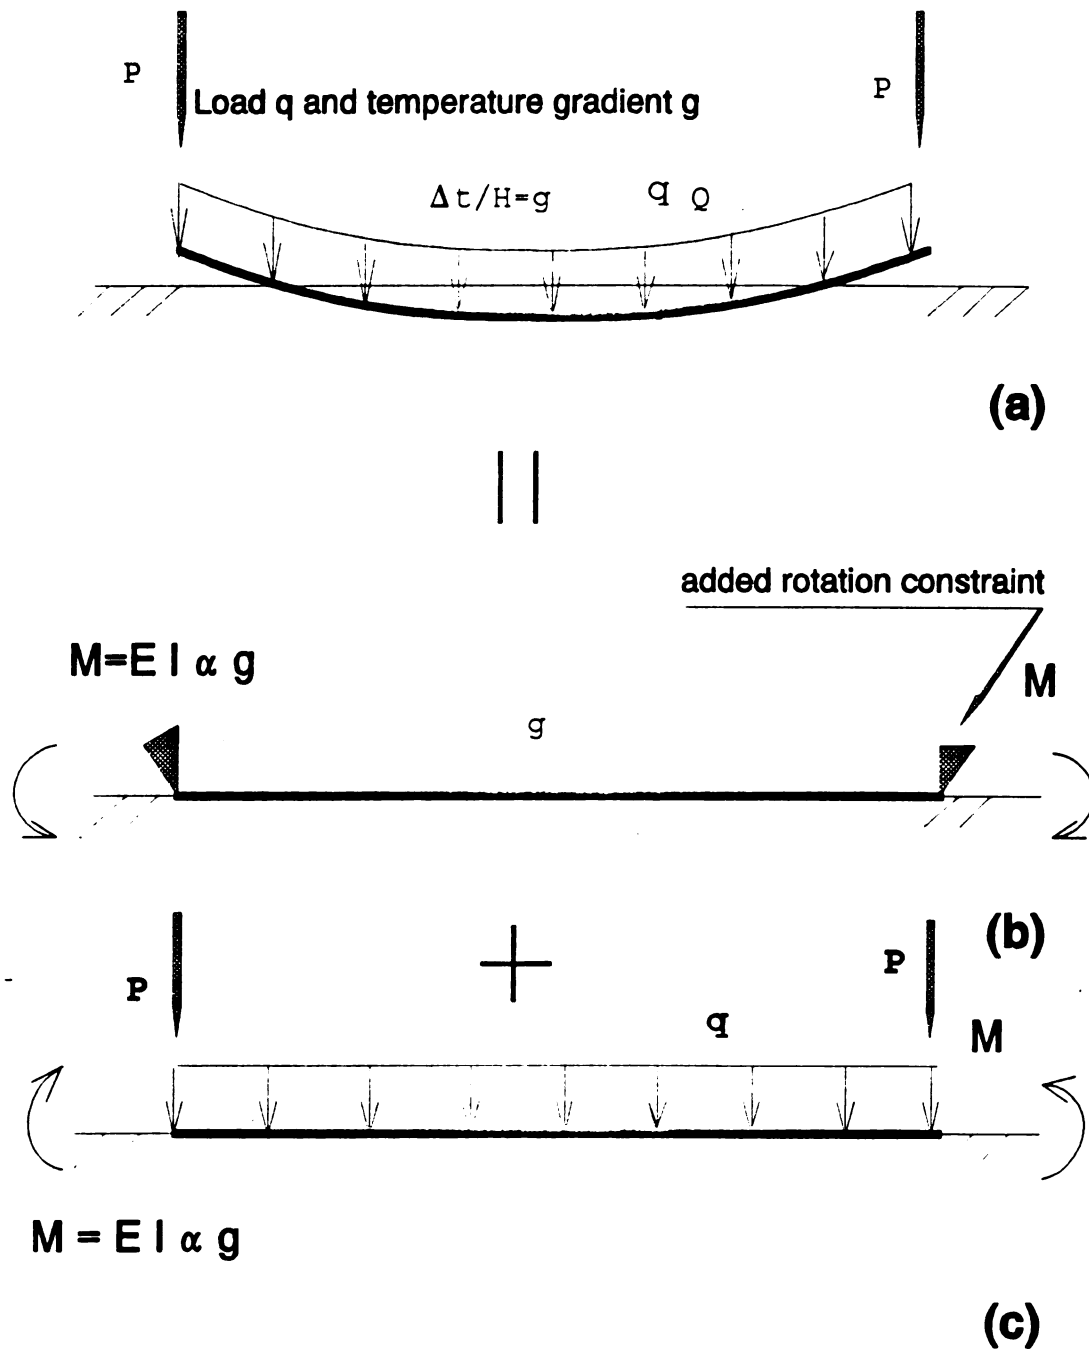 P
P
Load q and temperature gradient g
Δt/H=g
q Q
(a)
added rotation constraint
M=E I α g
M
g
(b)
P
P
q
M
M = E I α g
(c)